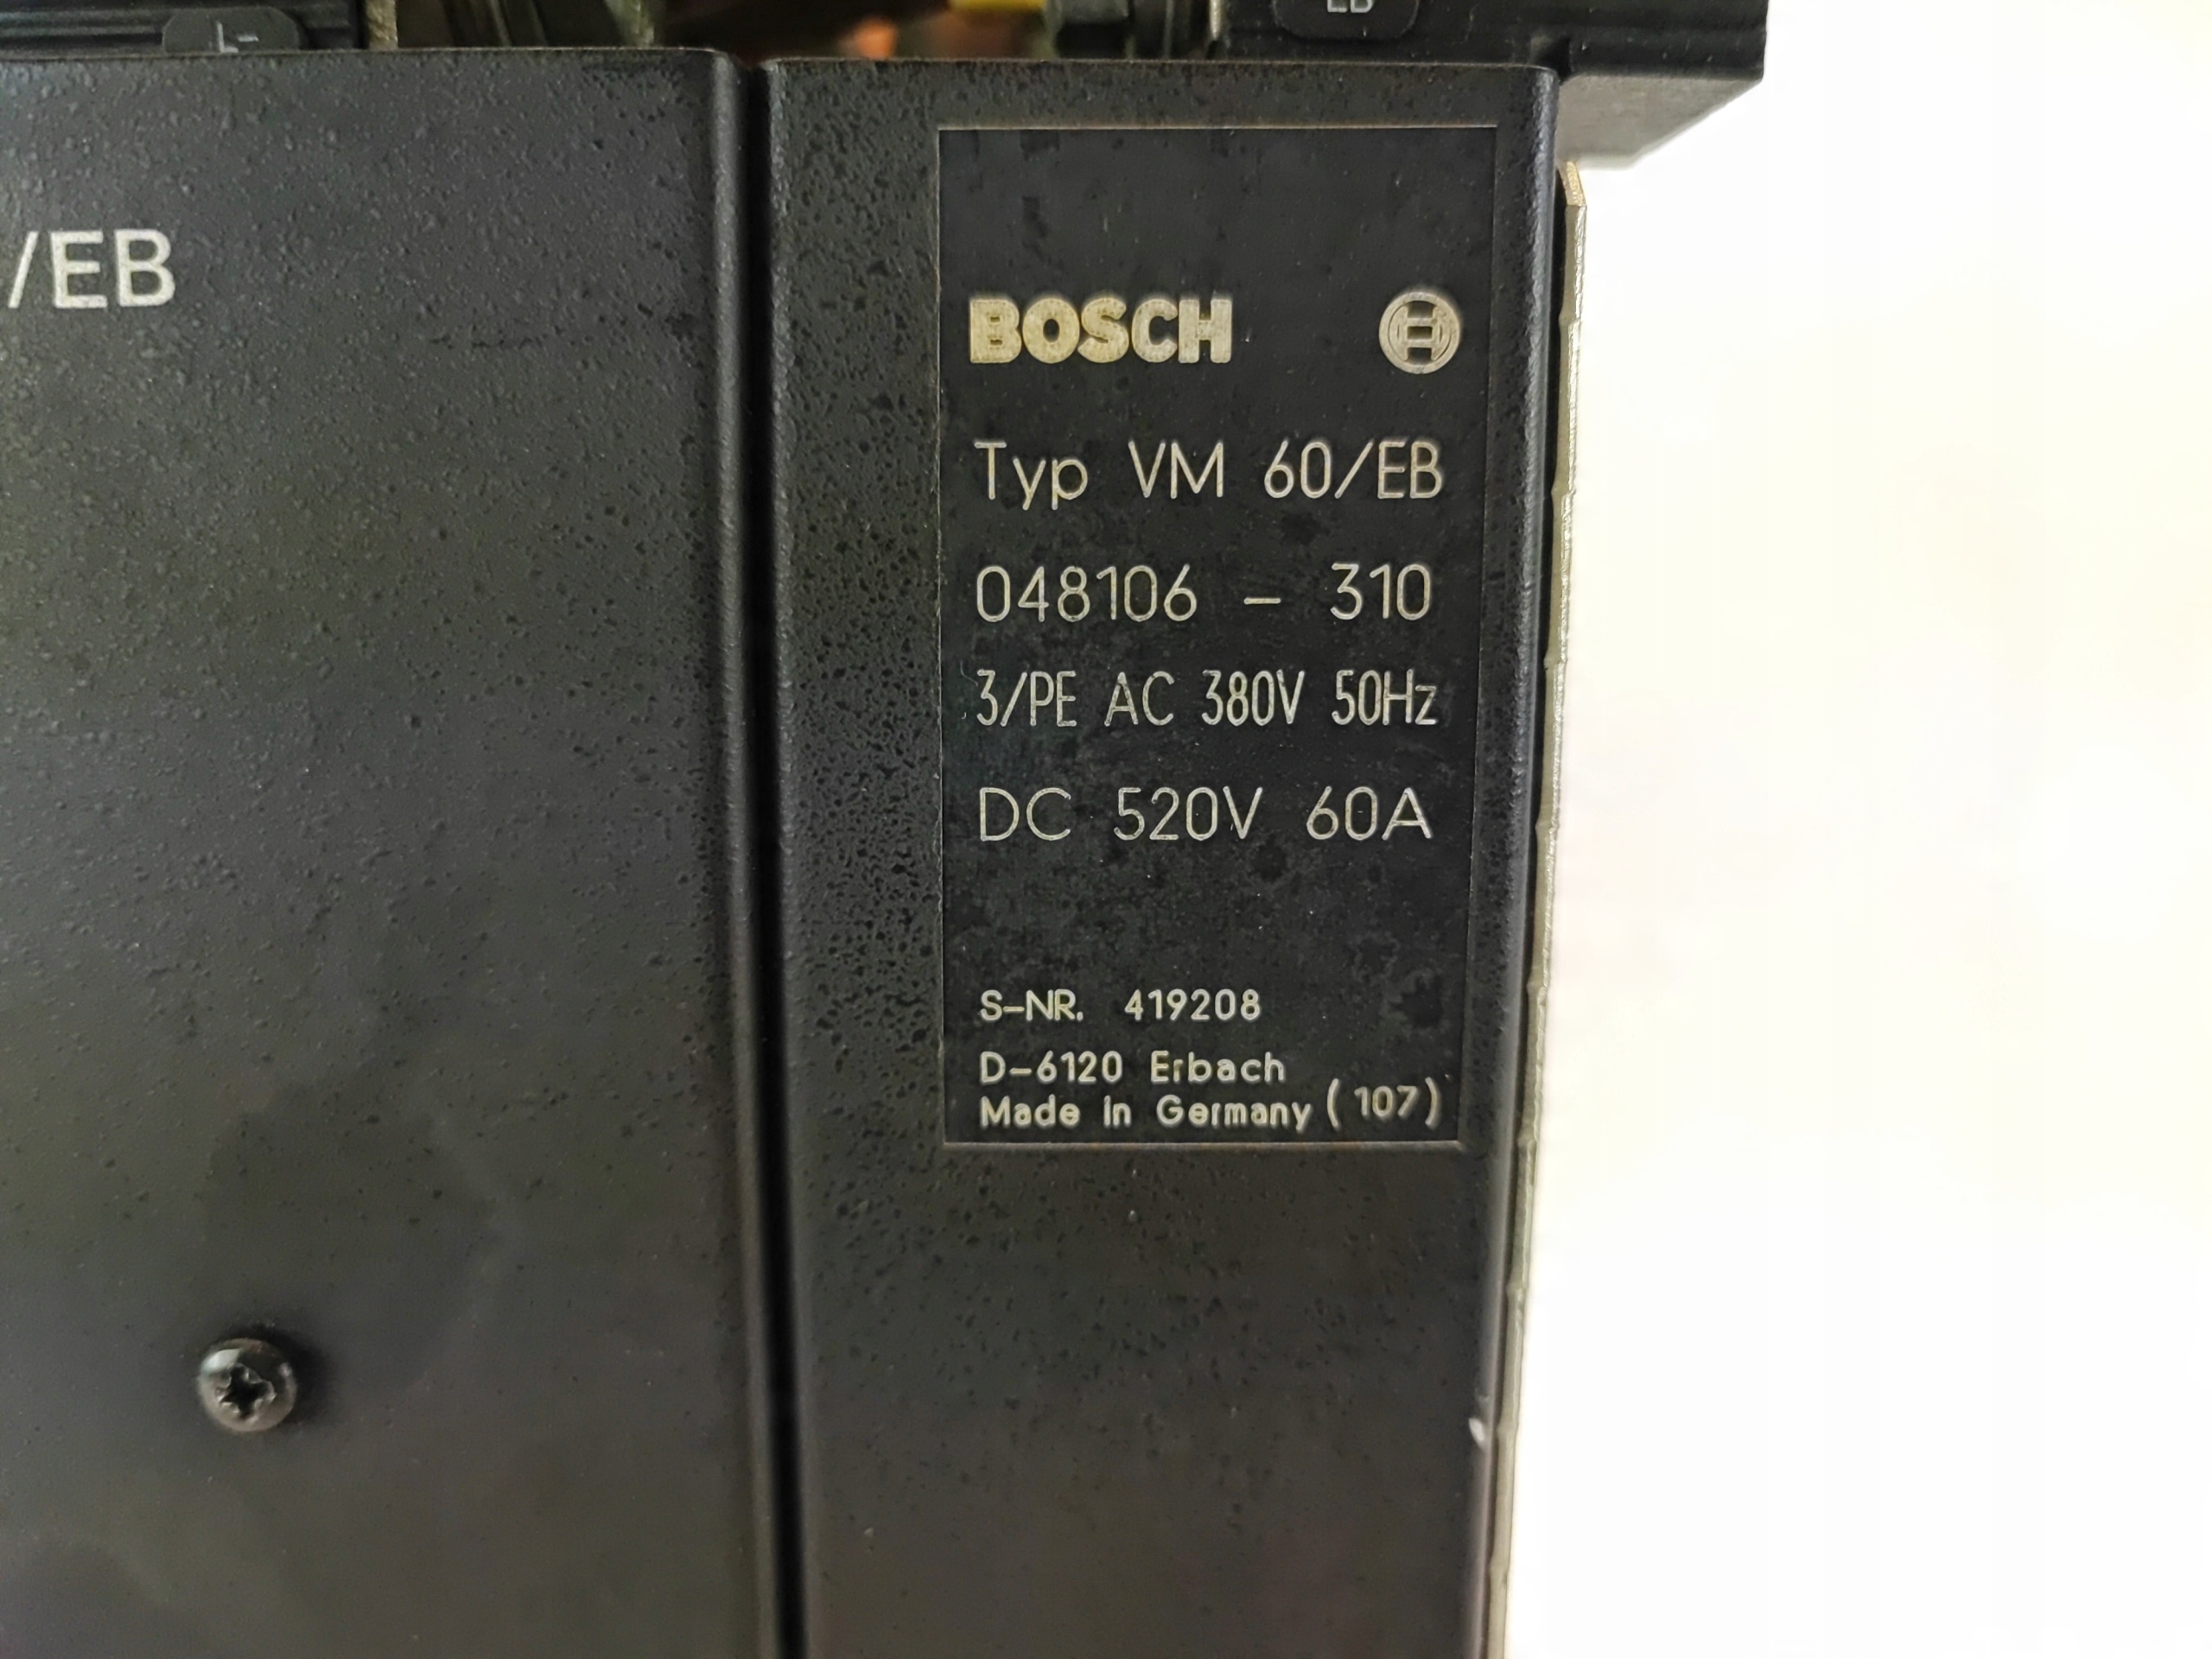 EB
/EB
BOSCH
Typ VM 60/EB
048106 - 310
3/PE AC 380V 50Hz
DC 520V 60A
S-NR. 419208
D-6120 Erbach
Made in Germany (107)